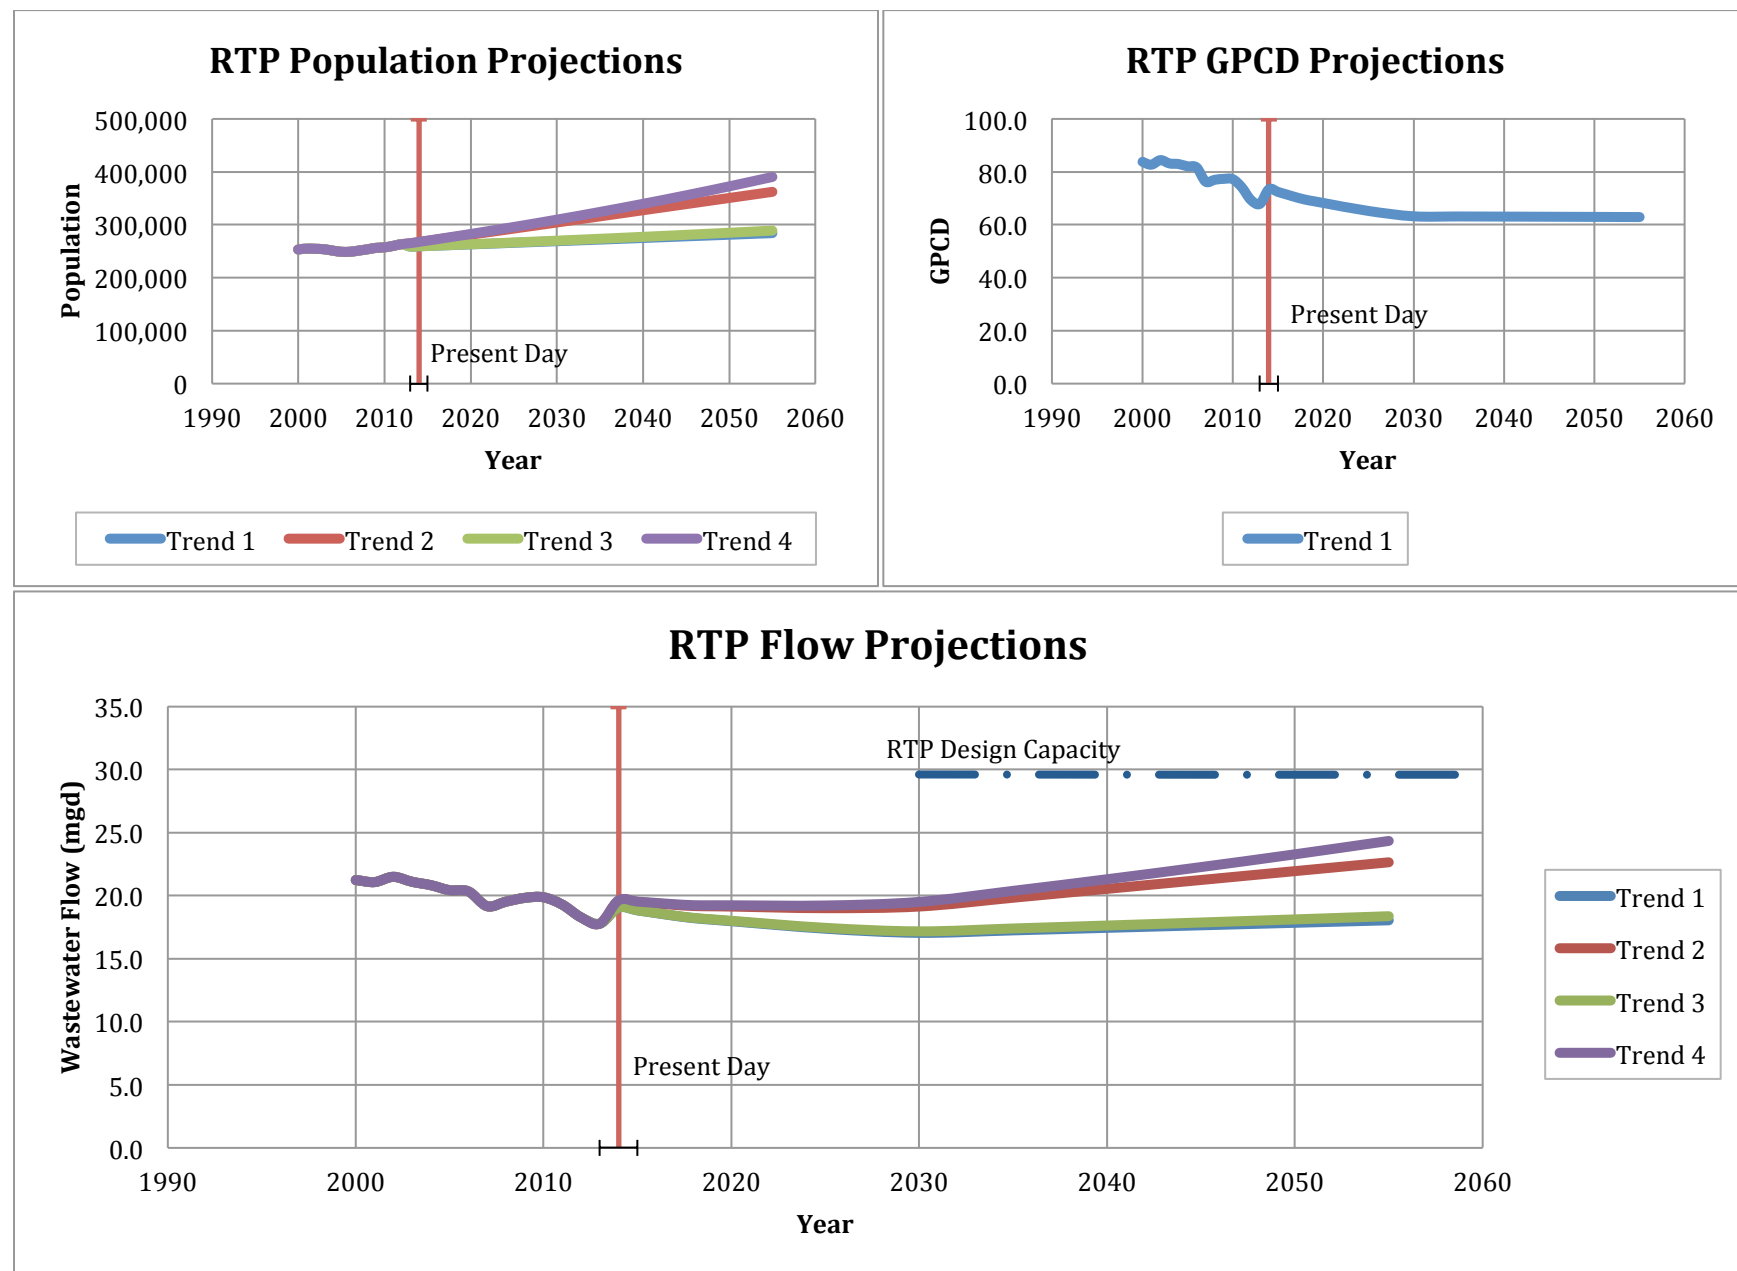 RTP Population Projections
500,000
400,000
300,000
200,000
100,000
0
Population
Present Day
1990 2000 2010 2020 2030 2040 2050 2060
Year
Trend 1 Trend 2 Trend 3 Trend 4
RTP GPCD Projections
100.0
80.0
60.0
40.0
20.0
0.0
GPCD
Present Day
1990 2000 2010 2020 2030 2040 2050 2060
Year
Trend 1
RTP Flow Projections
35.0
30.0
25.0
20.0
15.0
10.0
5.0
0.0
Wastewater Flow (mgd)
RTP Design Capacity
Present Day
1990 2000 2010 2020 2030 2040 2050 2060
Year
Trend 1
Trend 2
Trend 3
Trend 4